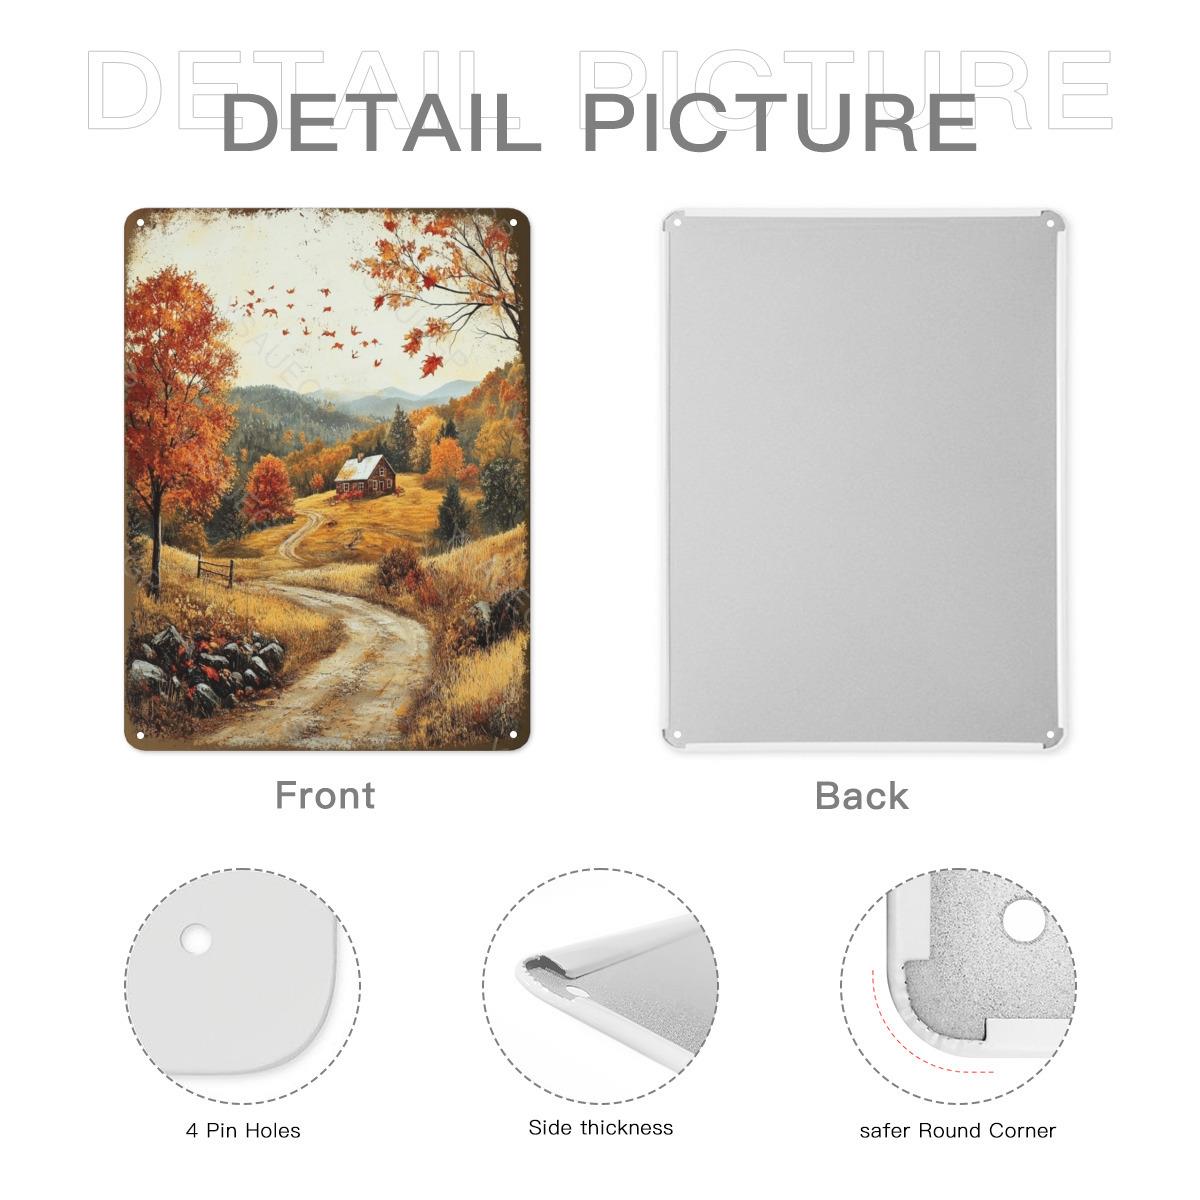 DETAIL PICTURE
DETAIL PICTURE
Front
Back
4 Pin Holes
Side thickness
safer Round Corner